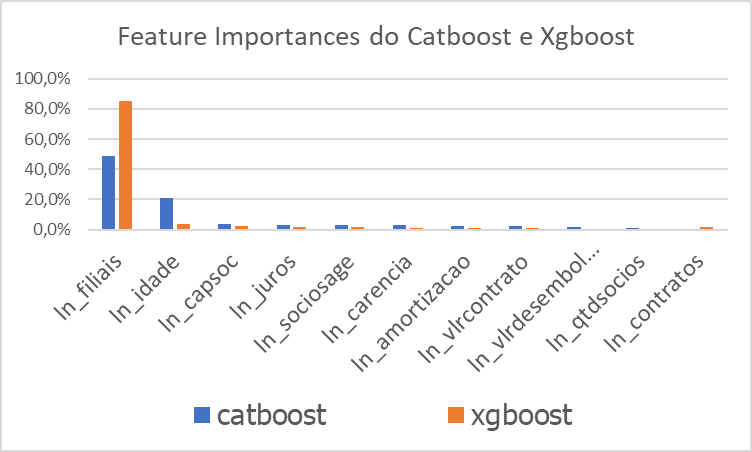 Feature Importances do Catboost e Xgboost
100,0%
80,0%
60,0%
40,0%
20,0%
0,0%
ln_filiais
ln_idade
ln_capsoc
ln_juros
ln_sociosage
ln_carencia
ln_amortizacao
ln_vlrcontrato
ln_vlrdesembol...
ln_qtdsocios
ln_contratos
catboost
xgboost